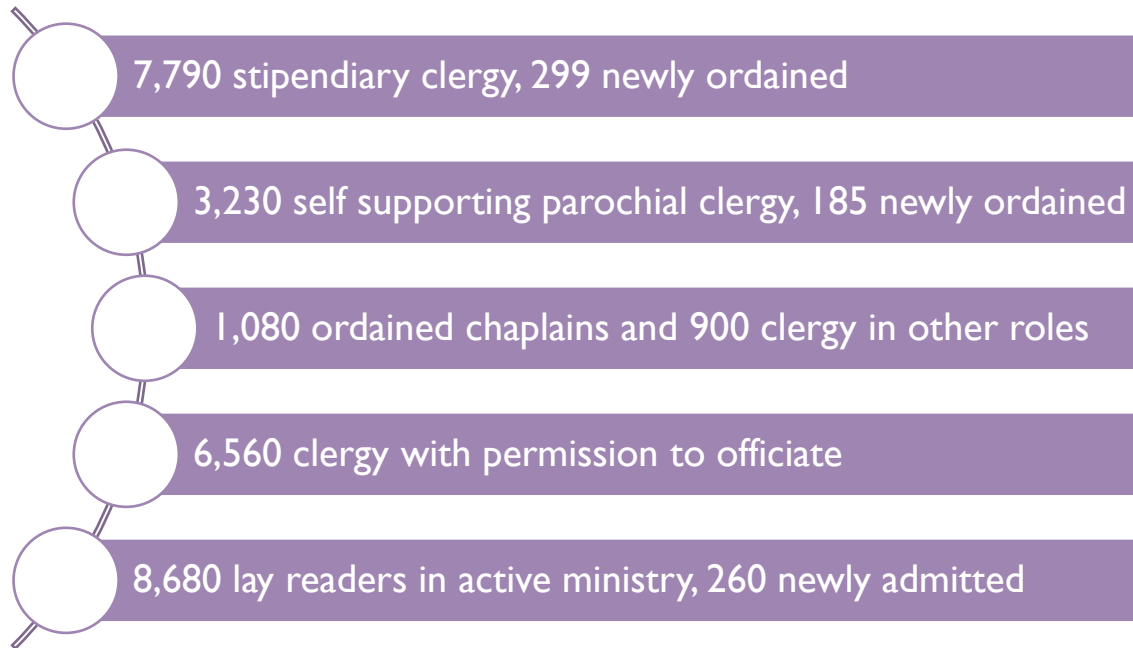 7,790 stipendiary clergy, 299 newly ordained
3,230 self supporting parochial clergy, 185 newly ordained
1,080 ordained chaplains and 900 clergy in other roles
6,560 clergy with permission to officiate
8,680 lay readers in active ministry, 260 newly admitted